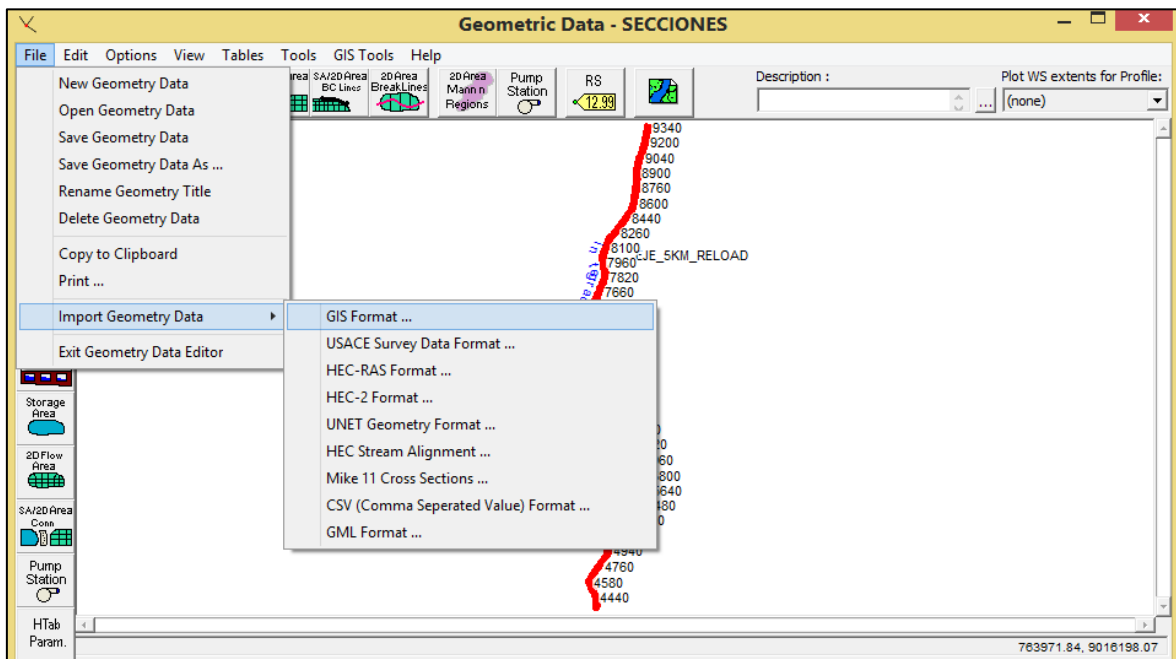 Geometric Data - SECCIONES
File Edit Options View Tables Tools GIS Tools Help
New Geometry Data
Open Geometry Data
Save Geometry Data
Save Geometry Data As ...
Rename Geometry Title
Delete Geometry Data
Copy to Clipboard
Print ...
Import Geometry Data
Exit Geometry Data Editor
GIS Format ...
USACE Survey Data Format ...
HEC-RAS Format ...
HEC-2 Format ...
UNET Geometry Format ...
HEC Stream Alignment ...
Mike 11 Cross Sections ...
CSV (Comma Seperated Value) Format ...
GML Format ...
SA/2D Area BC Lines
2D Area BreakLines
2D Area Mann n Regions
Pump Station
RS
12.99
Description :
...
Plot WS extents for Profile:
(none)
9340
9200
9040
8900
8760
8600
8440
8260
8100
EJE_5KM_RELOAD
7960
7820
7660
4940
4760
4580
4440
Storage Area
2D Flow Area
SA/2D Area Conn
Pump Station
HTab Param.
763971.84, 9016198.07